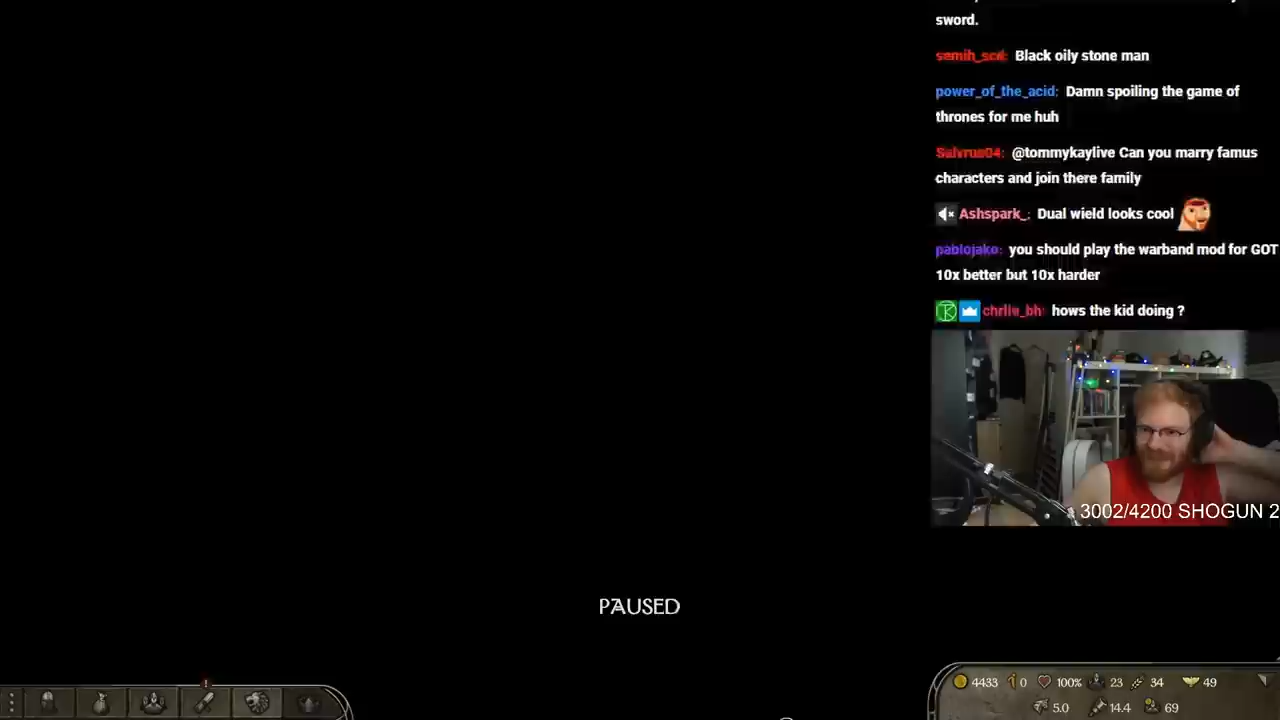 sword.
semih_scd: Black oily stone man
power_of_the_acid: Damn spoiling the game of
thrones for me huh
@tommykaylive Can you marry famus
characters and join there family
Ashspark_: Dual wield looks cool
pablojako: you should play the warband mod for GOT
10x better but 10x harder
hows the kid doing ?
3002/4200 SHOGUN 2
PAUSED
4433 0 100% 23 34 49
5.0 14.4 69